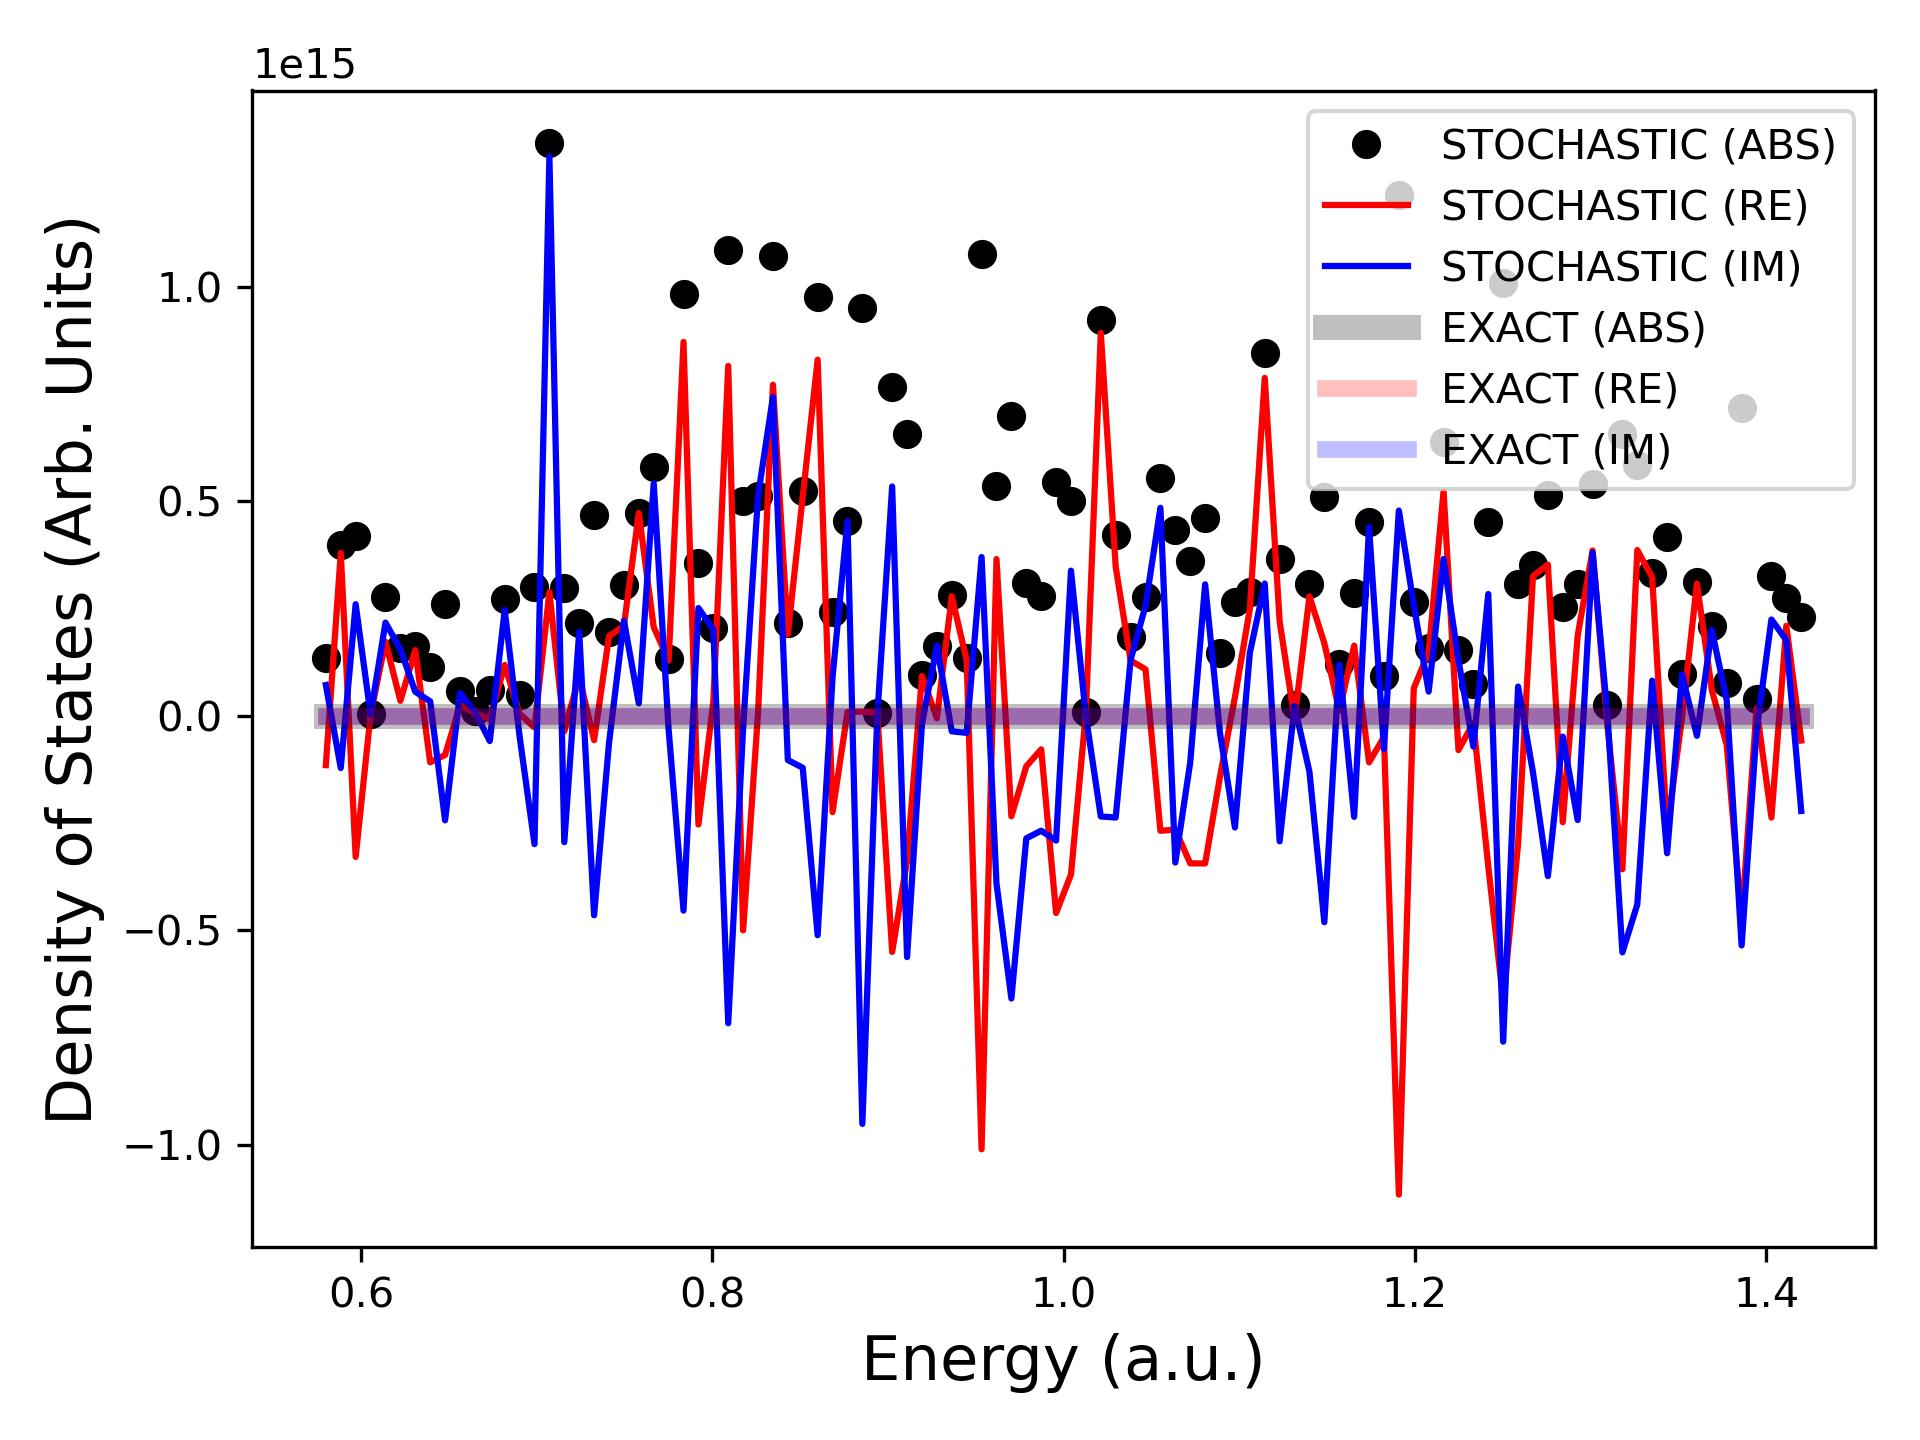 1e15
STOCHASTIC (ABS)
STOCHASTIC (RE)
STOCHASTIC (IM)
EXACT (ABS)
EXACT (RE)
EXACT (IM)
Density of States (Arb. Units)
1.0
0.5
0.0
−0.5
−1.0
0.6 0.8 1.0 1.2 1.4
Energy (a.u.)